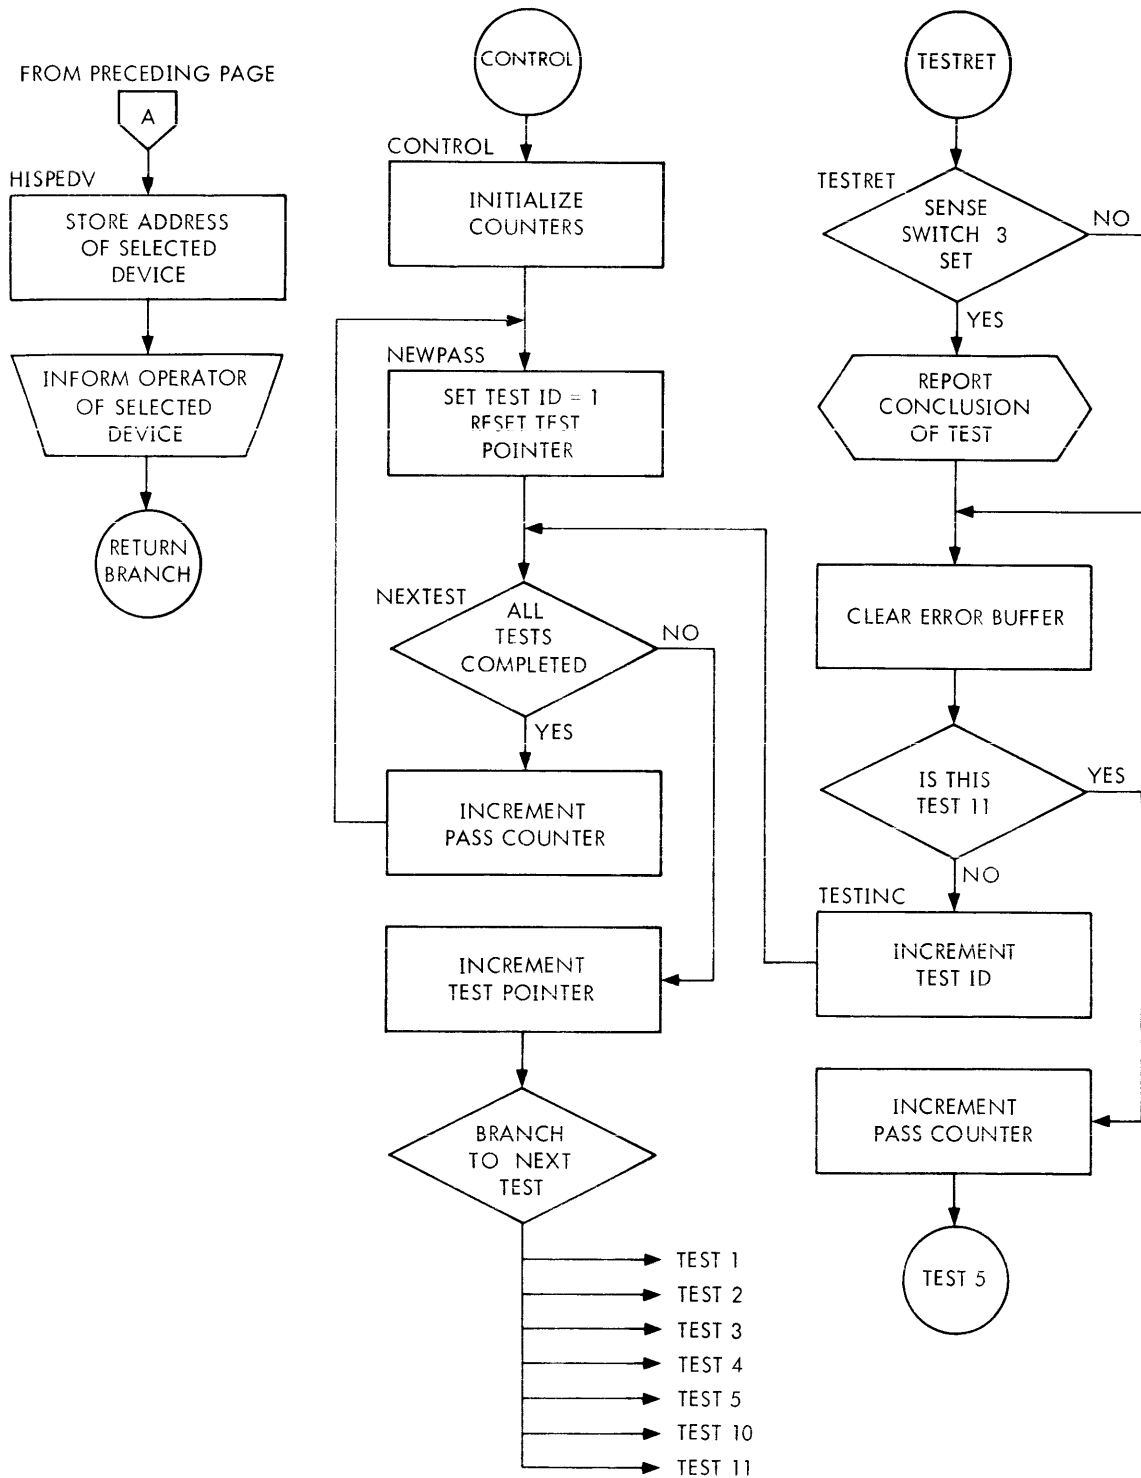 FROM PRECEDING PAGE
A
HISPEDV
STORE ADDRESS
OF SELECTED
DEVICE
INFORM OPERATOR
OF SELECTED
DEVICE
RETURN
BRANCH
CONTROL
CONTROL
INITIALIZE
COUNTERS
NEWPASS
SET TEST ID = 1
RESET TEST
POINTER
NEXTEST
ALL
TESTS
COMPLETED
NO
YES
INCREMENT
PASS COUNTER
INCREMENT
TEST POINTER
BRANCH
TO NEXT
TEST
TEST 1
TEST 2
TEST 3
TEST 4
TEST 5
TEST 10
TEST 11
TESTRET
TESTRET
SENSE
SWITCH 3
SET
NO
YES
REPORT
CONCLUSION
OF TEST
CLEAR ERROR BUFFER
IS THIS
TEST 11
YES
NO
TESTINC
INCREMENT
TEST ID
INCREMENT
PASS COUNTER
TEST 5